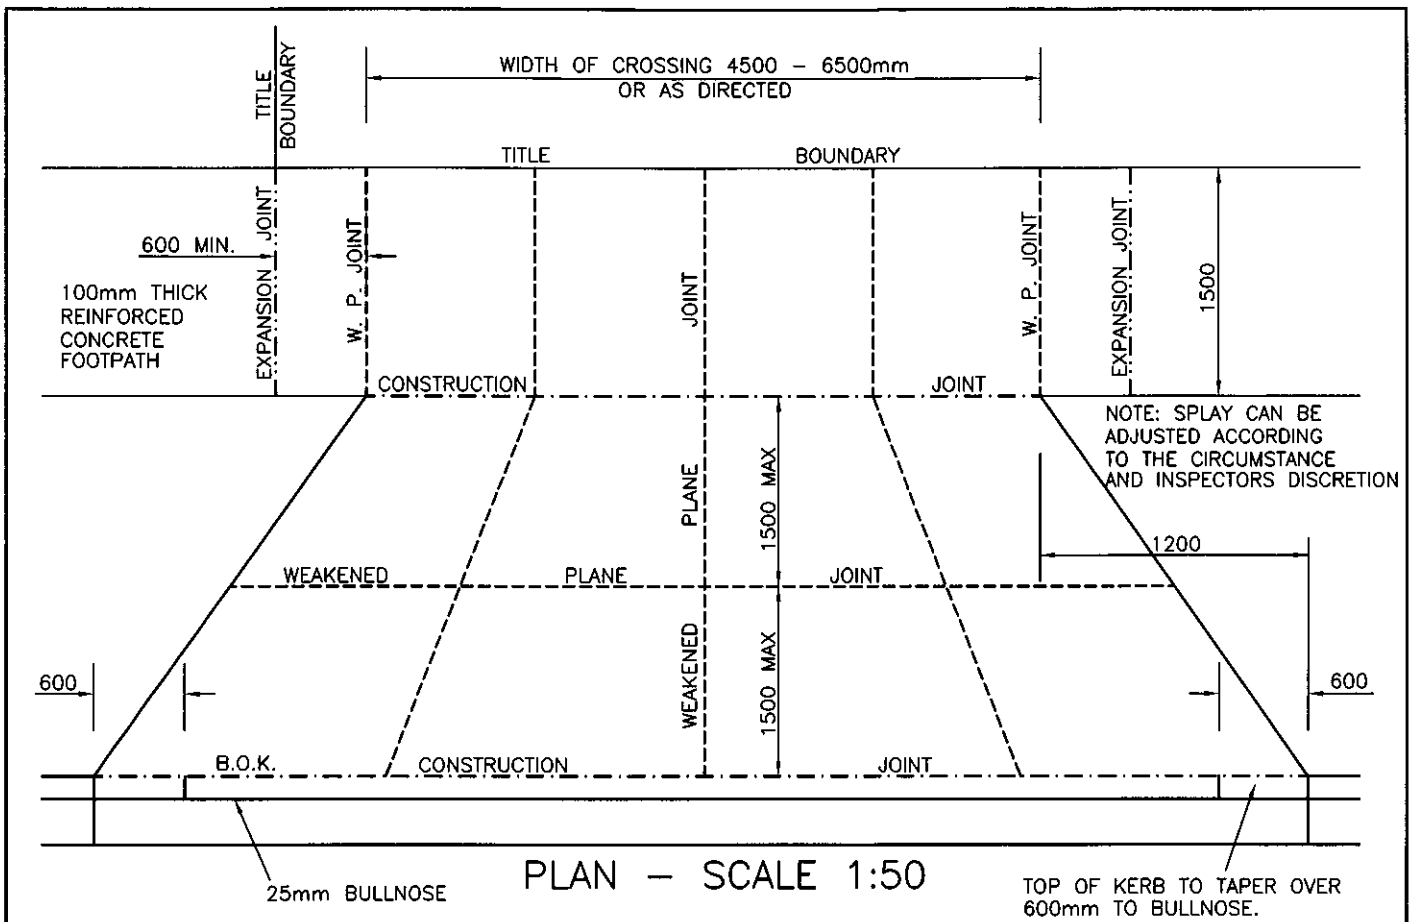 TITLE
BOUNDARY
WIDTH OF CROSSING 4500 - 6500mm
OR AS DIRECTED
TITLE BOUNDARY
EXPANSION JOINT
W. P. JOINT
JOINT
W. P. JOINT
EXPANSION JOINT
1500
600 MIN.
100mm THICK
REINFORCED
CONCRETE
FOOTPATH
CONSTRUCTION JOINT
NOTE: SPLAY CAN BE
ADJUSTED ACCORDING
TO THE CIRCUMSTANCE
AND INSPECTORS DISCRETION
PLANE
1500 MAX
1200
WEAKENED PLANE JOINT
WEAKENED
1500 MAX
600
600
B.O.K. CONSTRUCTION JOINT
25mm BULLNOSE
PLAN - SCALE 1:50
TOP OF KERB TO TAPER OVER
600mm TO BULLNOSE.